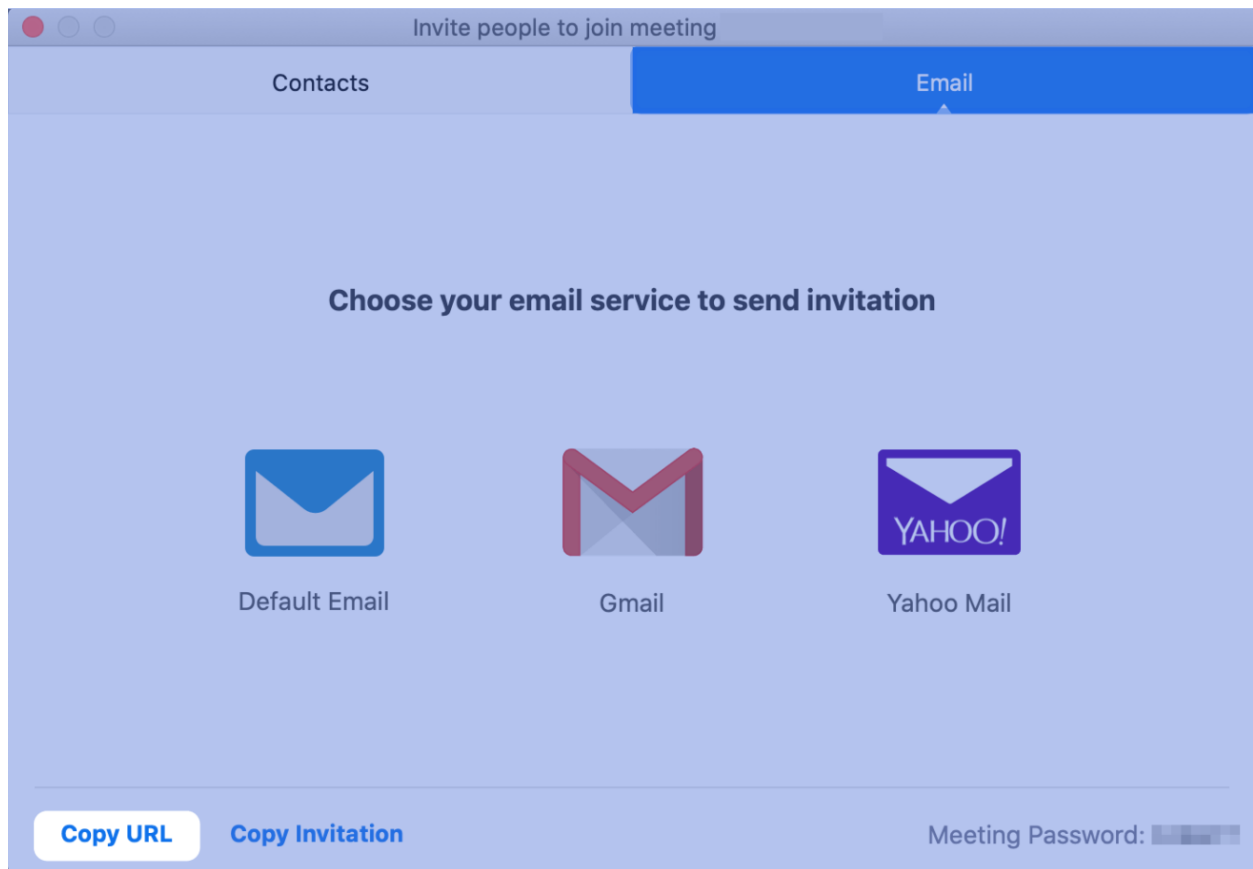 Invite people to join meeting
Contacts
Email
Choose your email service to send invitation
YAHOO!
Default Email
Gmail
Yahoo Mail
Copy URL
Copy Invitation
Meeting Password: